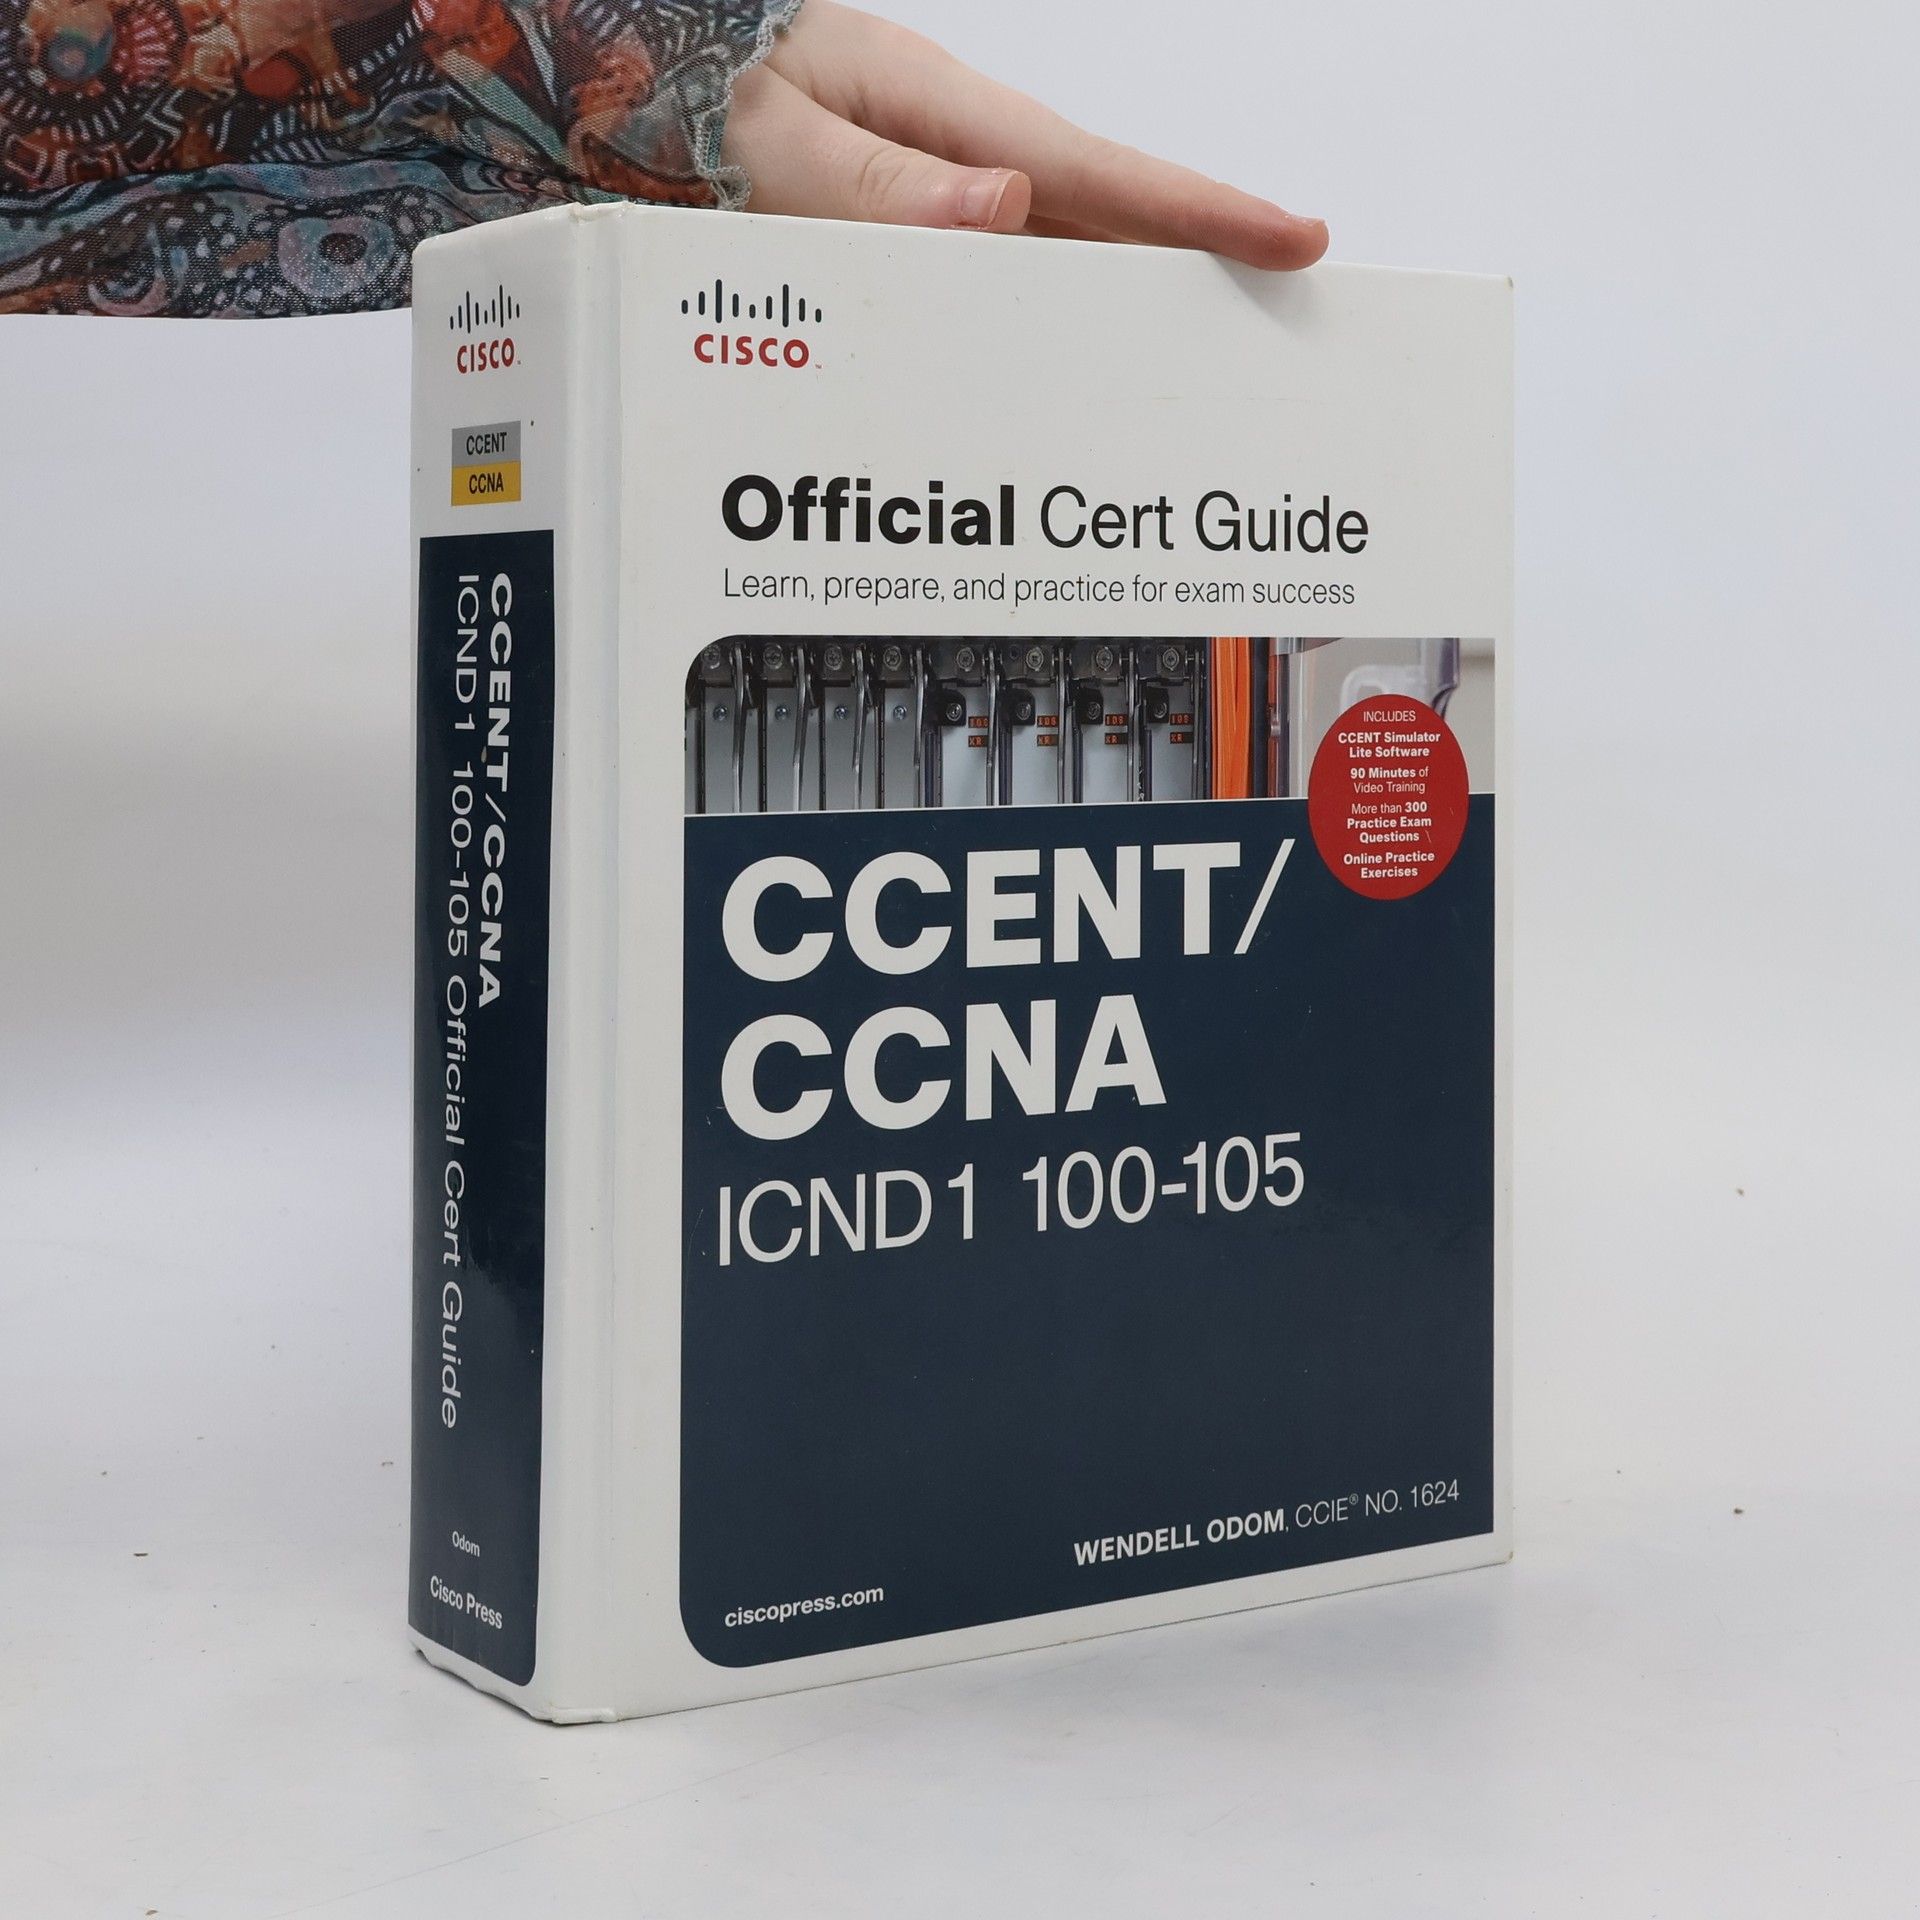 CISCO
CCENT
CCNA
CCENT/CCNA
ICND1 100-105 Official Cert Guide
Odom
Cisco Press
CISCO™
Official Cert Guide
Learn, prepare, and practice for exam success
INCLUDES
CCENT Simulator
Lite Software
90 Minutes of
Video Training
More than 300
Practice Exam
Questions
Online Practice
Exercises
CCENT/
CCNA
ICND1 100-105
WENDELL ODOM, CCIE® NO. 1624
ciscopress.com